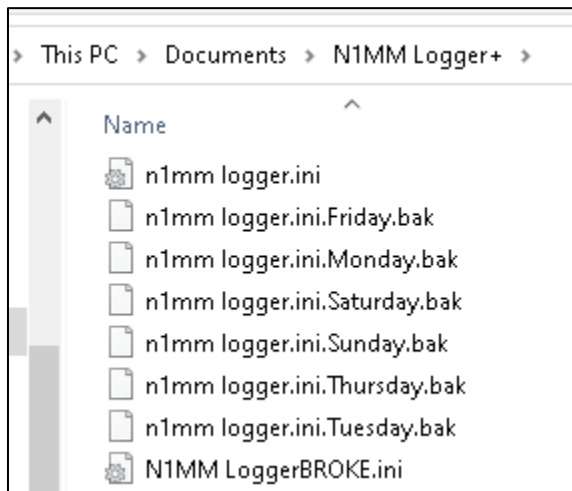 This PC > Documents > N1MM Logger+ >
Name
n1mm logger.ini
n1mm logger.ini.Friday.bak
n1mm logger.ini.Monday.bak
n1mm logger.ini.Saturday.bak
n1mm logger.ini.Sunday.bak
n1mm logger.ini.Thursday.bak
n1mm logger.ini.Tuesday.bak
N1MM LoggerBROKE.ini